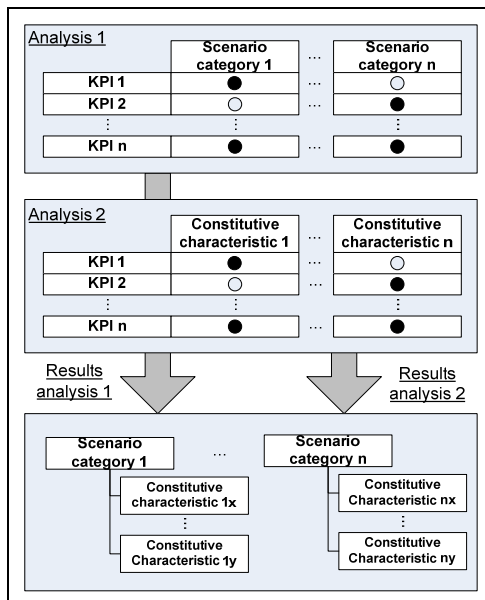 Analysis 1
Scenario category 1 ... Scenario category n
KPI 1 ...
KPI 2 ...
⋮ ⋮ ⋮
KPI n ...
Analysis 2
Constitutive characteristic 1 ... Constitutive characteristic n
KPI 1 ...
KPI 2 ...
⋮ ⋮ ⋮
KPI n ...
Results analysis 1
Results analysis 2
Scenario category 1 ... Scenario category n
Constitutive characteristic 1x
⋮
Constitutive characteristic 1y
Constitutive Characteristic nx
⋮
Constitutive Characteristic ny